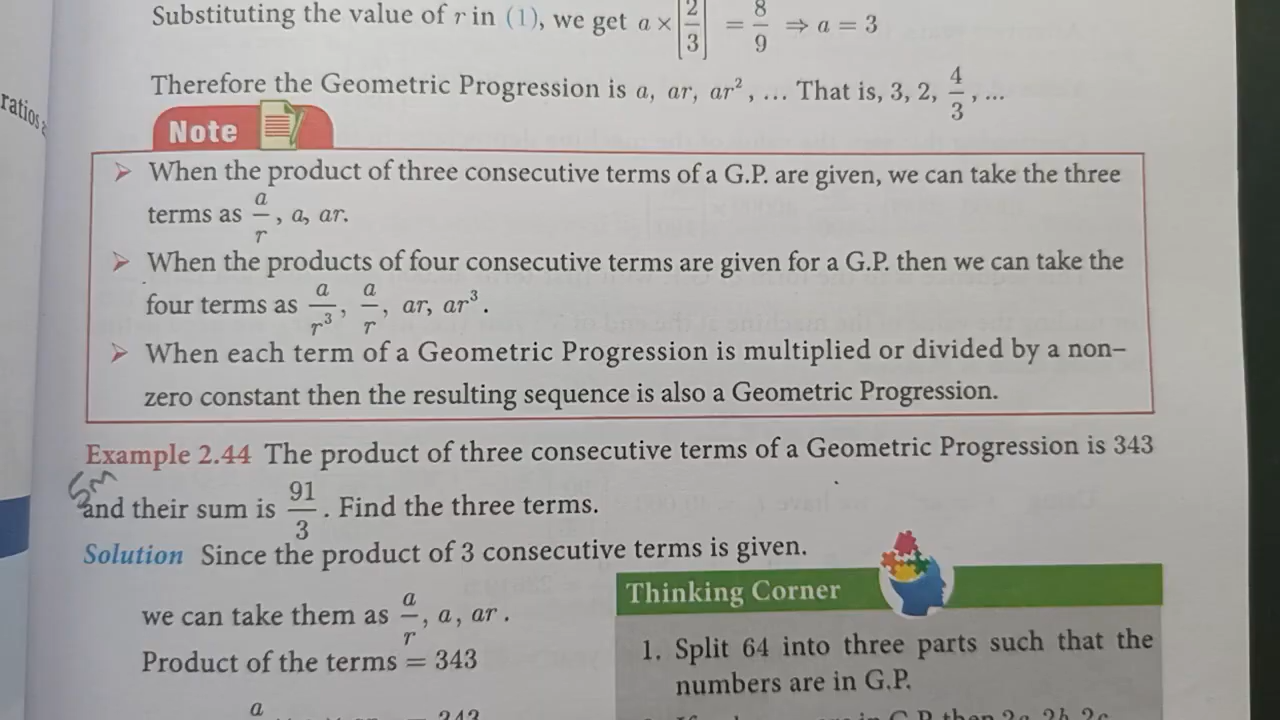 ratios
Substituting the value of r in (1), we get a × [2/3] = 8/9 ⇒ a = 3
Therefore the Geometric Progression is a, ar, ar², … That is, 3, 2, 4/3, ...
Note
➢ When the product of three consecutive terms of a G.P. are given, we can take the three
terms as a/r, a, ar.
➢ When the products of four consecutive terms are given for a G.P. then we can take the
four terms as a/r³, a/r, ar, ar³.
➢ When each term of a Geometric Progression is multiplied or divided by a non–
zero constant then the resulting sequence is also a Geometric Progression.
Example 2.44 The product of three consecutive terms of a Geometric Progression is 343
5m
and their sum is 91/3. Find the three terms.
Solution Since the product of 3 consecutive terms is given.
we can take them as a/r, a, ar.
Product of the terms = 343
Thinking Corner
1. Split 64 into three parts such that the
numbers are in G.P.
a = 343